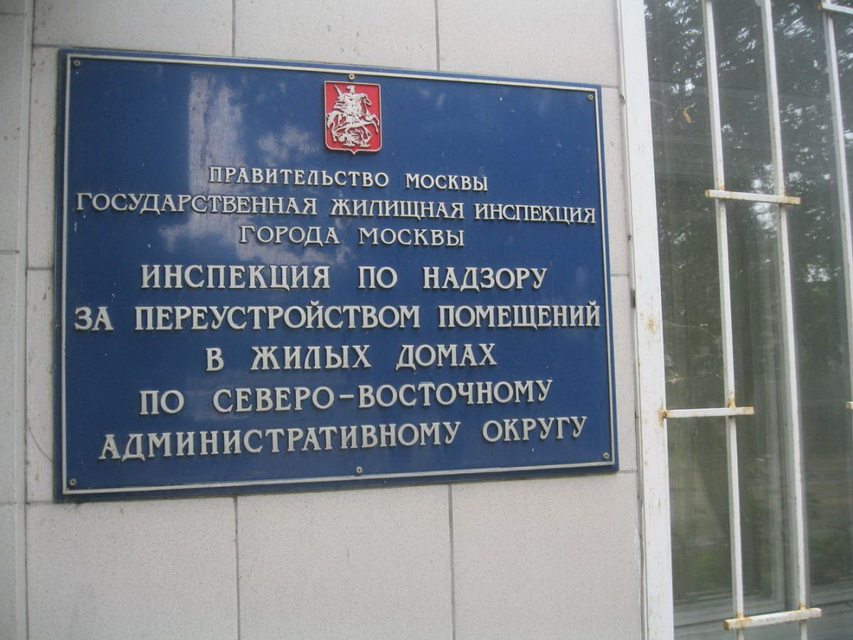 ПРАВИТЕЛЬСТВО МОСКВЫ
ГОСУДАРСТВЕННАЯ ЖИЛИЩНАЯ ИНСПЕКЦИЯ
ГОРОДА МОСКВЫ
ИНСПЕКЦИЯ ПО НАДЗОРУ
ЗА ПЕРЕУСТРОЙСТВОМ ПОМЕЩЕНИЙ
В ЖИЛЫХ ДОМАХ
ПО СЕВЕРО-ВОСТОЧНОМУ
АДМИНИСТРАТИВНОМУ ОКРУГУ